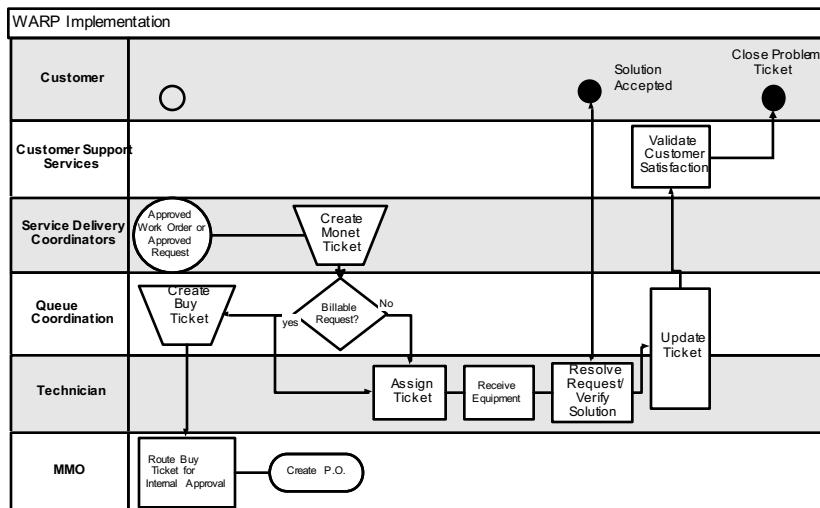 WARP Implementation
Customer
Solution
Accepted
Close Problem
Ticket
Customer Support
Services
Validate
Customer
Satisfaction
Service Delivery
Coordinators
Approved
Work Order or
Approved
Request
Create
Monet
Ticket
Queue
Coordination
Create
Buy
Ticket
yes
Billable
Request?
No
Update
Ticket
Technician
Assign
Ticket
Receive
Equipment
Resolve
Request/
Verify
Solution
MMO
Route Buy
Ticket for
Internal Approval
Create P.O.